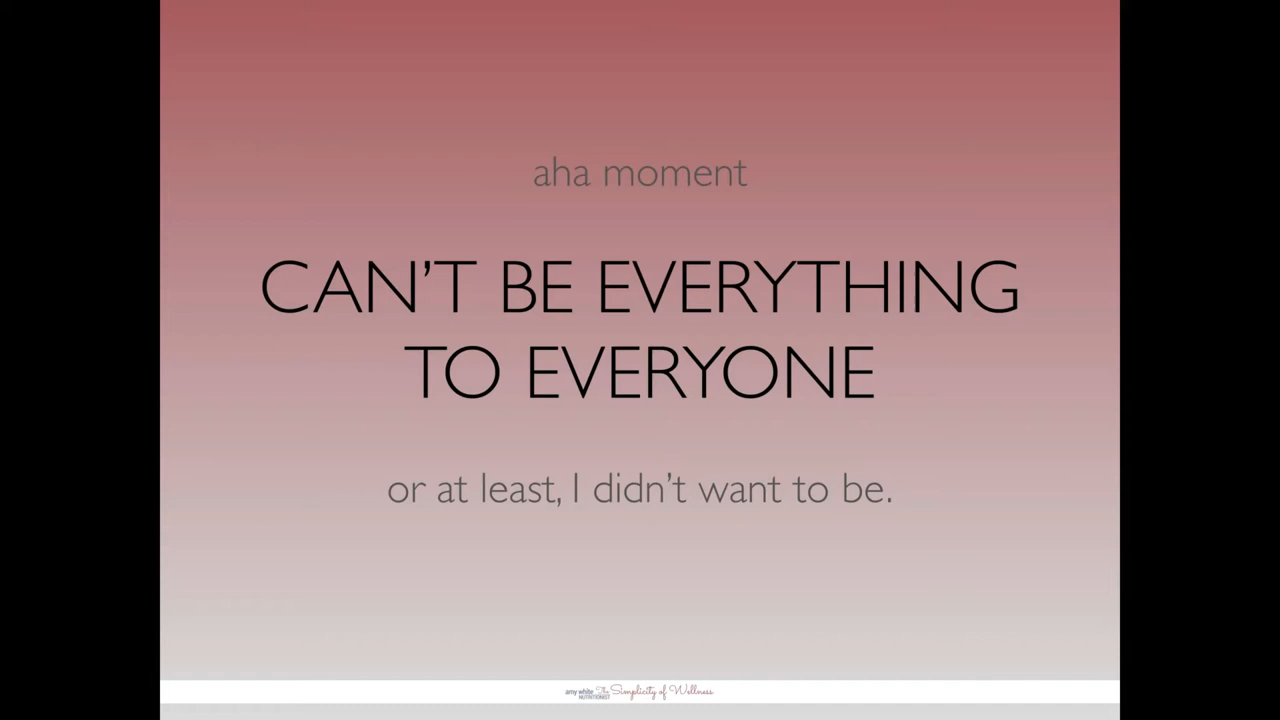 aha moment
CAN'T BE EVERYTHING
TO EVERYONE
or at least, I didn't want to be.
amy white The Simplicity of Wellness
NUTRITIONIST